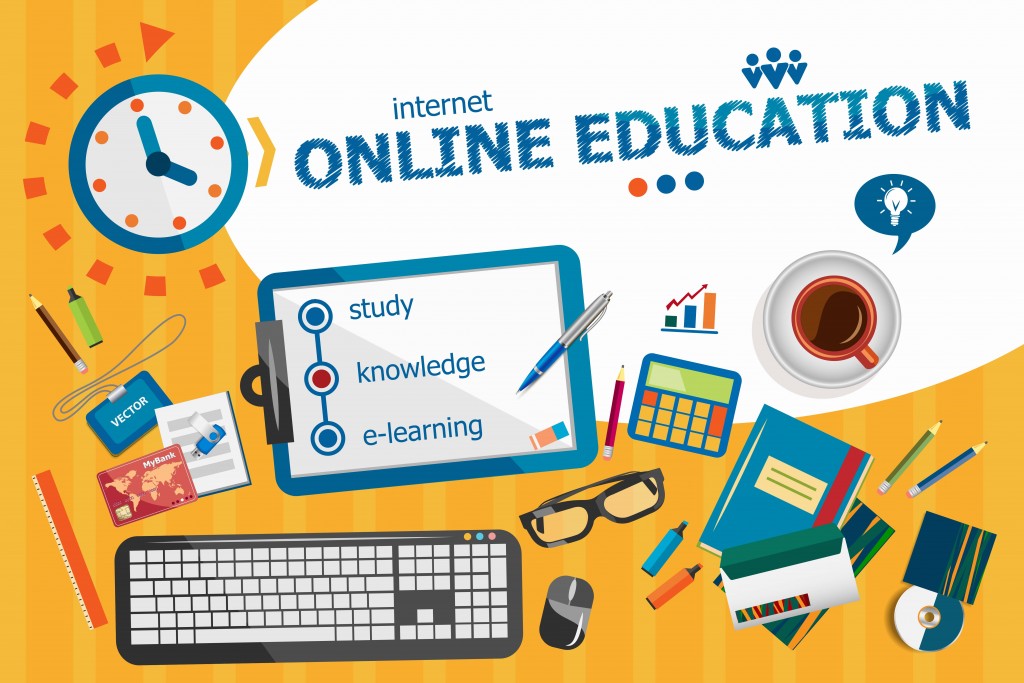 internet
ONLINE EDUCATION
study
knowledge
e-learning
VECTOR
MyBank